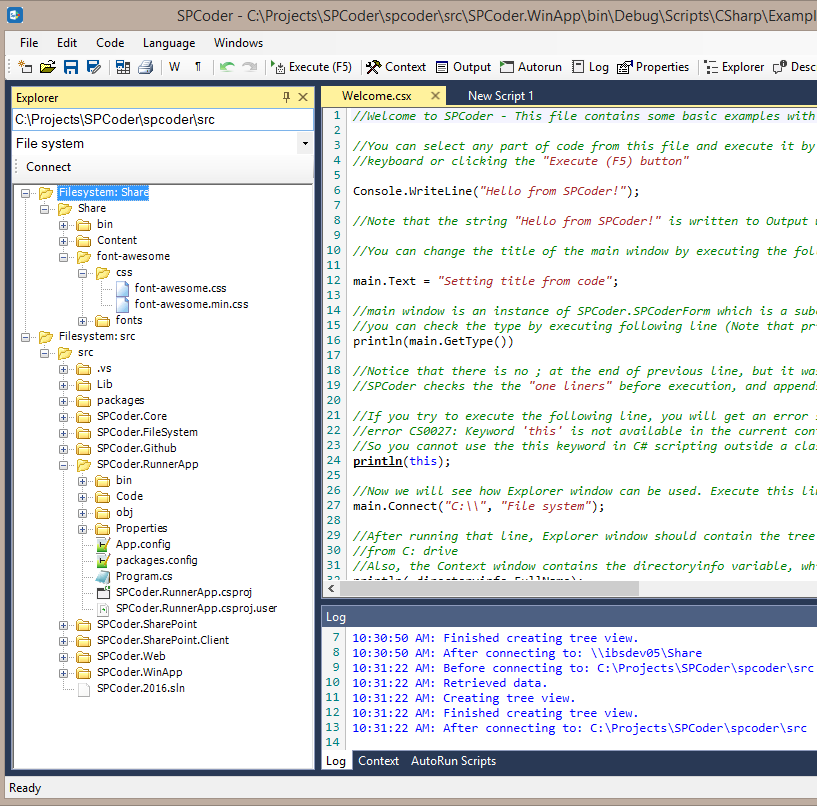 SPCoder - C:\Projects\SPCoder\spcoder\src\SPCoder.WinApp\bin\Debug\Scripts\CSharp\Exampl
File Edit Code Language Windows
W ¶ Execute (F5) Context Output Autorun Log Properties Explorer Desc
Explorer
C:\Projects\SPCoder\spcoder\src
File system
Connect
Filesystem: Share
Share
bin
Content
font-awesome
css
font-awesome.css
font-awesome.min.css
fonts
Filesystem: src
src
.vs
Lib
packages
SPCoder.Core
SPCoder.FileSystem
SPCoder.Github
SPCoder.RunnerApp
bin
Code
obj
Properties
App.config
packages.config
Program.cs
SPCoder.RunnerApp.csproj
SPCoder.RunnerApp.csproj.user
SPCoder.SharePoint
SPCoder.SharePoint.Client
SPCoder.Web
SPCoder.WinApp
SPCoder.2016.sln
Welcome.csx New Script 1
1 //Welcome to SPCoder - This file contains some basic examples with
2
3 //You can select any part of code from this file and execute it by
4 //keyboard or clicking the "Execute (F5) button"
5
6 Console.WriteLine("Hello from SPCoder!");
7
8 //Note that the string "Hello from SPCoder!" is written to Output
9
10 //You can change the title of the main window by executing the fol
11
12 main.Text = "Setting title from code";
13
14 //main window is an instance of SPCoder.SPCoderForm which is a sub
15 //you can check the type by executing following line (Note that pr
16 println(main.GetType())
17
18 //Notice that there is no ; at the end of previous line, but it wa
19 //SPCoder checks the the "one liners" before execution, and append
20
21 //If you try to execute the following line, you will get an error
22 //error CS0027: Keyword 'this' is not available in the current con
23 //So you cannot use the this keyword in C# scripting outside a cla
24 println(this);
25
26 //Now we will see how Explorer window can be used. Execute this li
27 main.Connect("C:\\", "File system");
28
29 //After running that line, Explorer window should contain the tree
30 //from C: drive
31 //Also, the Context window contains the directoryinfo variable, wh
Log
7 10:30:50 AM: Finished creating tree view.
8 10:30:50 AM: After connecting to: \\ibsdev05\Share
9 10:31:22 AM: Before connecting to: C:\Projects\SPCoder\spcoder\src
10 10:31:22 AM: Retrieved data.
11 10:31:22 AM: Creating tree view.
12 10:31:22 AM: Finished creating tree view.
13 10:31:22 AM: After connecting to: C:\Projects\SPCoder\spcoder\src
14
Log Context AutoRun Scripts
Ready